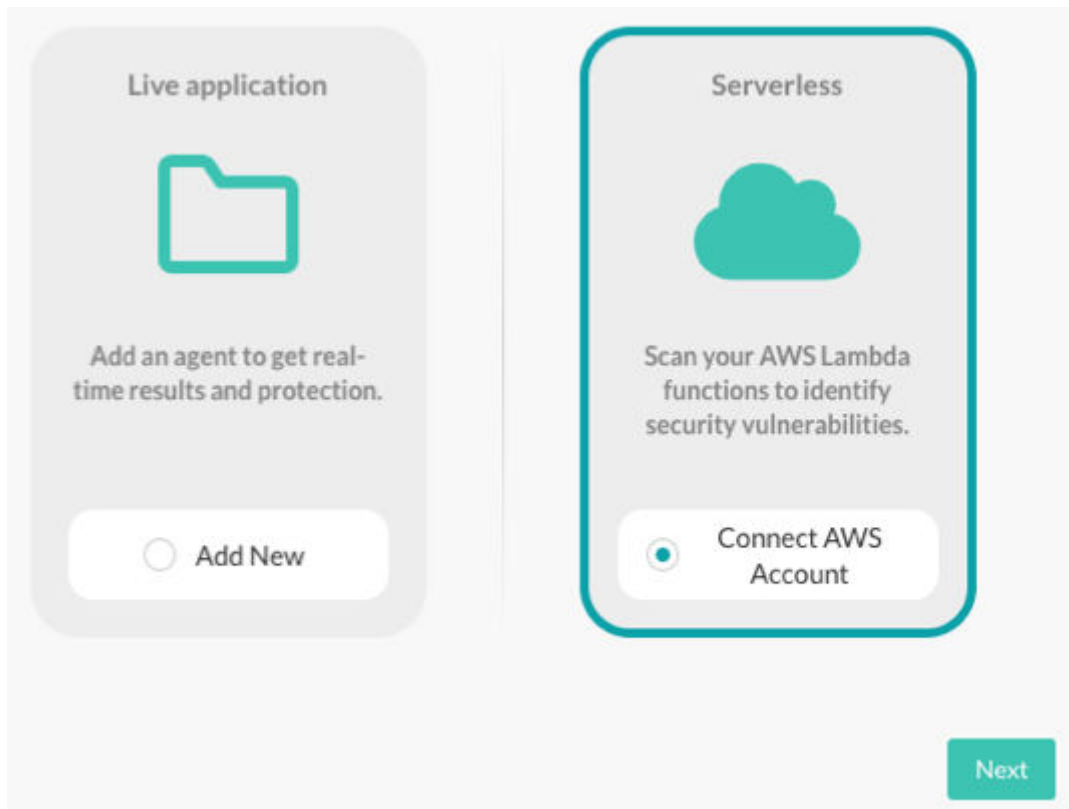 Live application
Add an agent to get real-
time results and protection.
Add New
Serverless
Scan your AWS Lambda
functions to identify
security vulnerabilities.
Connect AWS
Account
Next